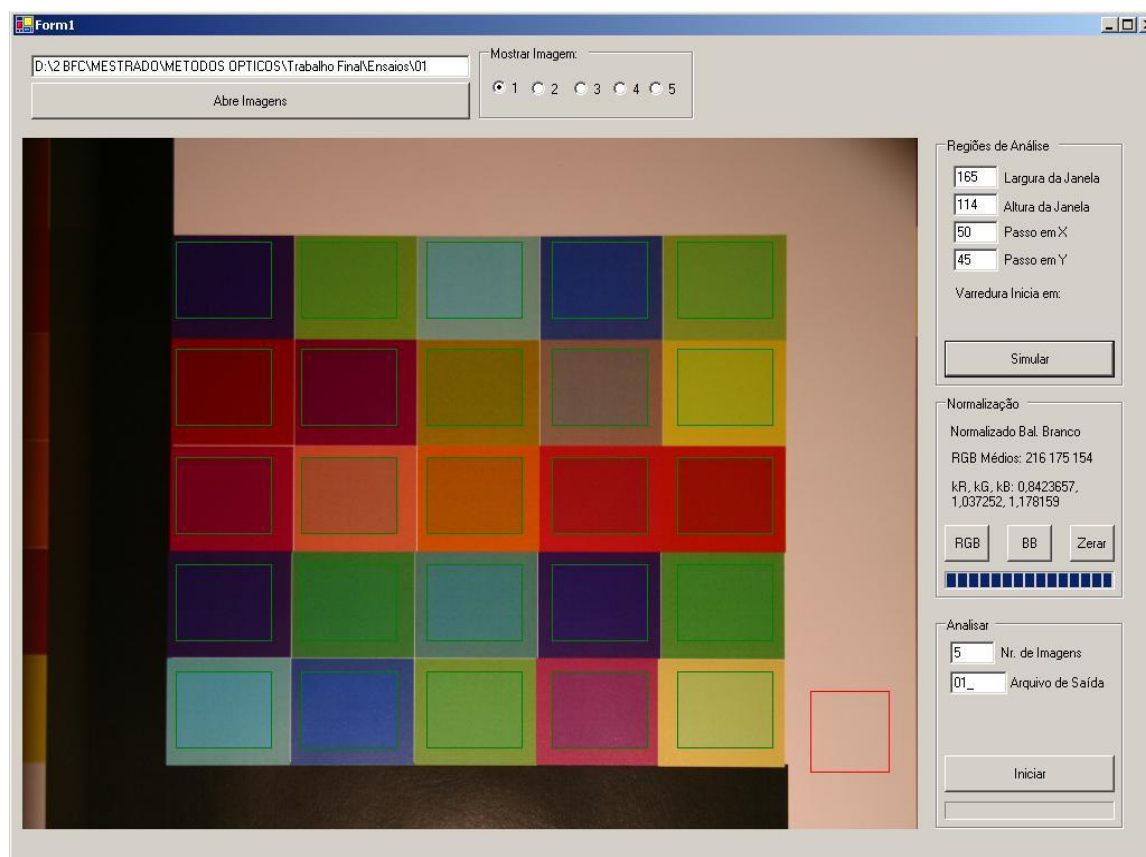 Form1
D:\2 BFC\MESTRADO\METODOS OPTICOS\Trabalho Final\Ensaios\01
Abre Imagens
Mostrar Imagem:
1 2 3 4 5
Regiões de Análise
165 Largura da Janela
114 Altura da Janela
50 Passo em X
45 Passo em Y
Varredura Inicia em:
Simular
Normalização
Normalizado Bal. Branco
RGB Médios: 216 175 154
kR, kG, kB: 0,8423657,
1,037252, 1,178159
RGB BB Zerar
Analisar
5 Nr. de Imagens
01_ Arquivo de Saída
Iniciar